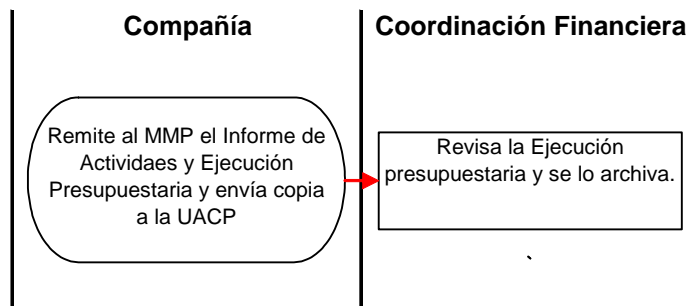 Compañía
Coordinación Financiera
Remite al MMP el Informe de
Actividaes y Ejecución
Presupuestaria y envía copia
a la UACP
Revisa la Ejecución
presupuestaria y se lo archiva.